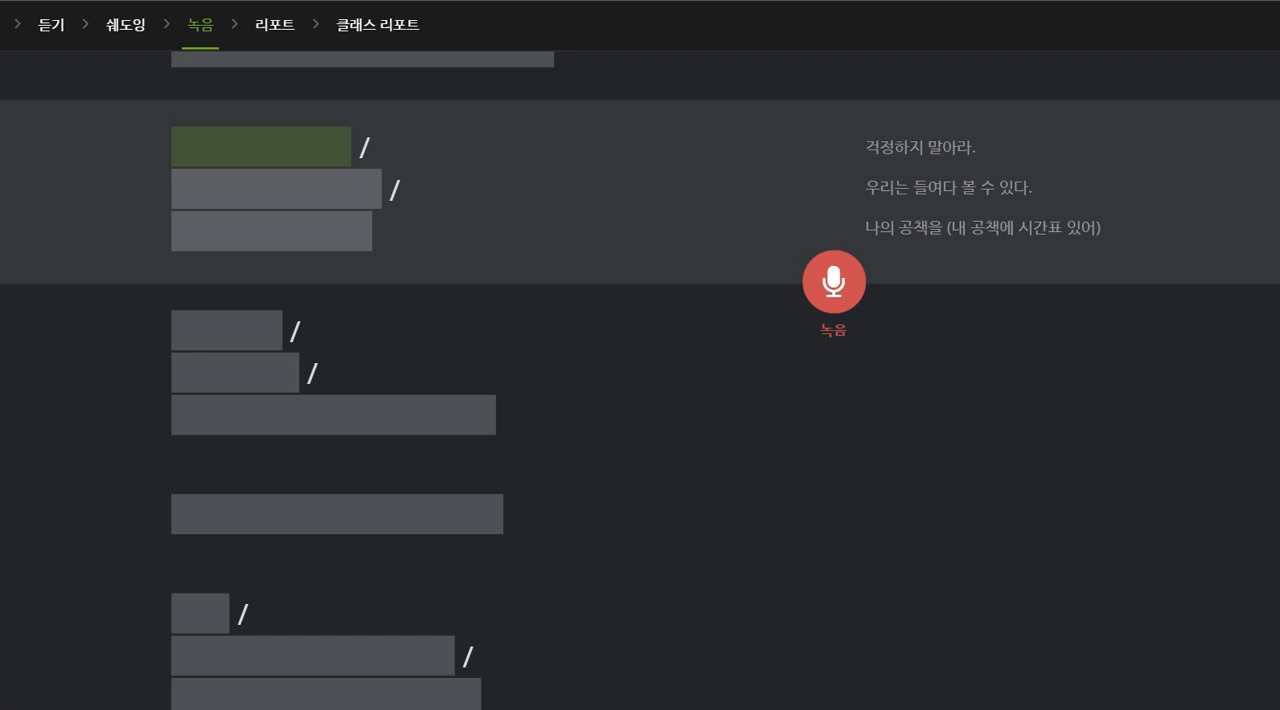 > 듣기 > 쉐도잉 > 녹음 > 리포트 > 클래스 리포트
/
걱정하지 말아라.
/
우리는 들여다 볼 수 있다.
나의 공책을 (내 공책에 시간표 있어)
녹음
/
/
/
/